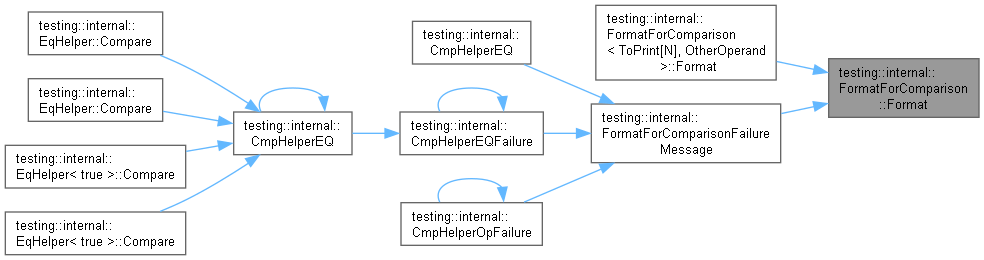 testing::internal::
EqHelper::Compare
testing::internal::
EqHelper::Compare
testing::internal::
EqHelper< true >::Compare
testing::internal::
EqHelper< true >::Compare
testing::internal::
CmpHelperEQ
testing::internal::
CmpHelperEQ
testing::internal::
CmpHelperEQFailure
testing::internal::
CmpHelperOpFailure
testing::internal::
FormatForComparison
< ToPrint[N], OtherOperand
>::Format
testing::internal::
FormatForComparisonFailure
Message
testing::internal::
FormatForComparison
::Format